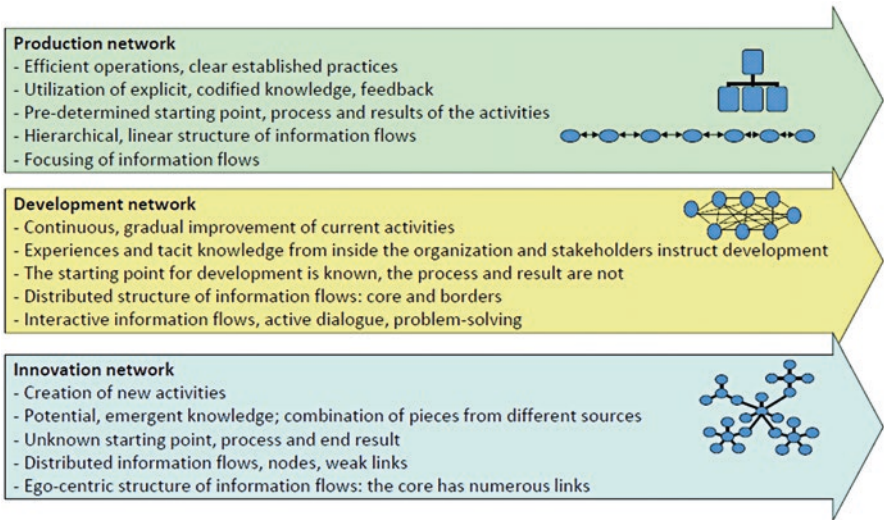 Production network
- Efficient operations, clear established practices
- Utilization of explicit, codified knowledge, feedback
- Pre-determined starting point, process and results of the activities
- Hierarchical, linear structure of information flows
- Focusing of information flows
Development network
- Continuous, gradual improvement of current activities
- Experiences and tacit knowledge from inside the organization and stakeholders instruct development
- The starting point for development is known, the process and result are not
- Distributed structure of information flows: core and borders
- Interactive information flows, active dialogue, problem-solving
Innovation network
- Creation of new activities
- Potential, emergent knowledge; combination of pieces from different sources
- Unknown starting point, process and end result
- Distributed information flows, nodes, weak links
- Ego-centric structure of information flows: the core has numerous links